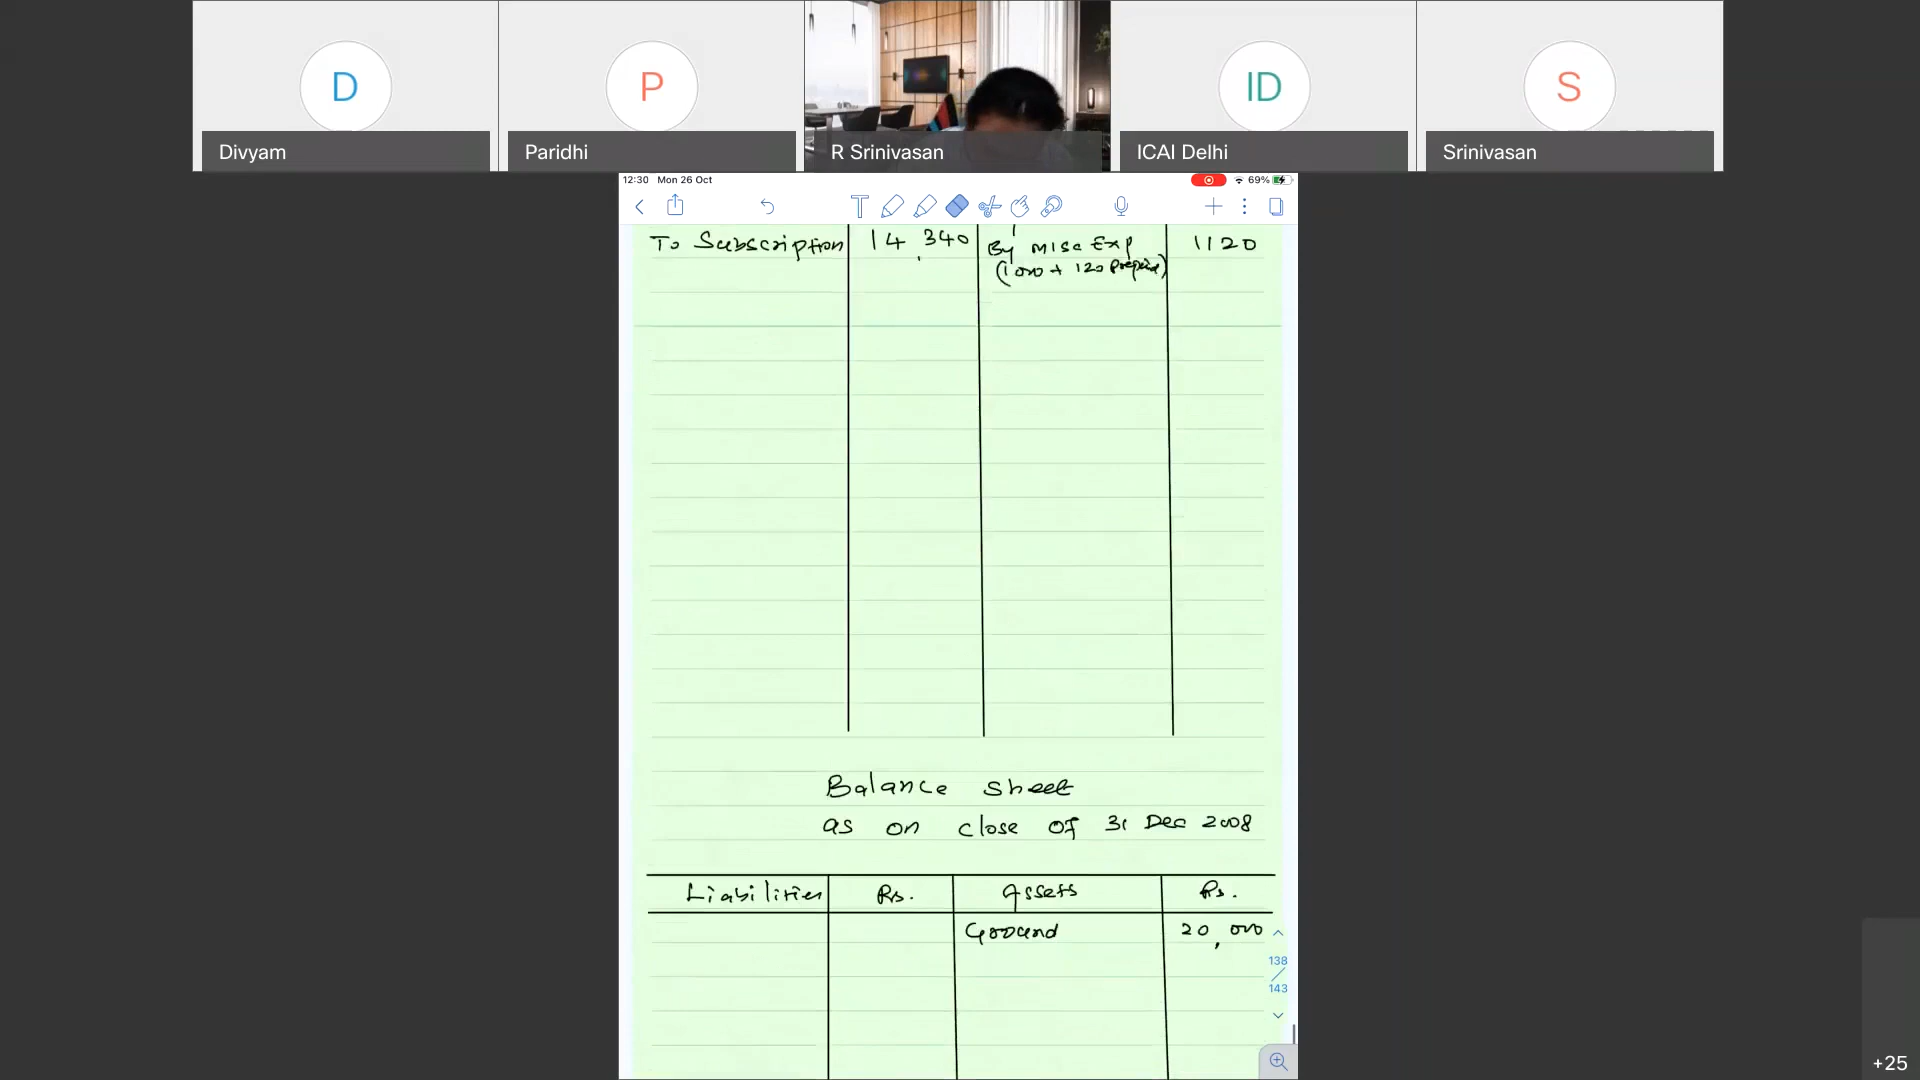 D
P
ID
S
Divyam
Paridhi
R Srinivasan
ICAI Delhi
Srinivasan
12:30 Mon 26 Oct
69%
To Subscription 14,340 By Misc Exp 1120
(1000 + 120 prepaid)
Balance Sheet
as on close of 31 Dec 2008
Liabilities Rs. Assets Rs.
Ground 20,000
138
143
+25